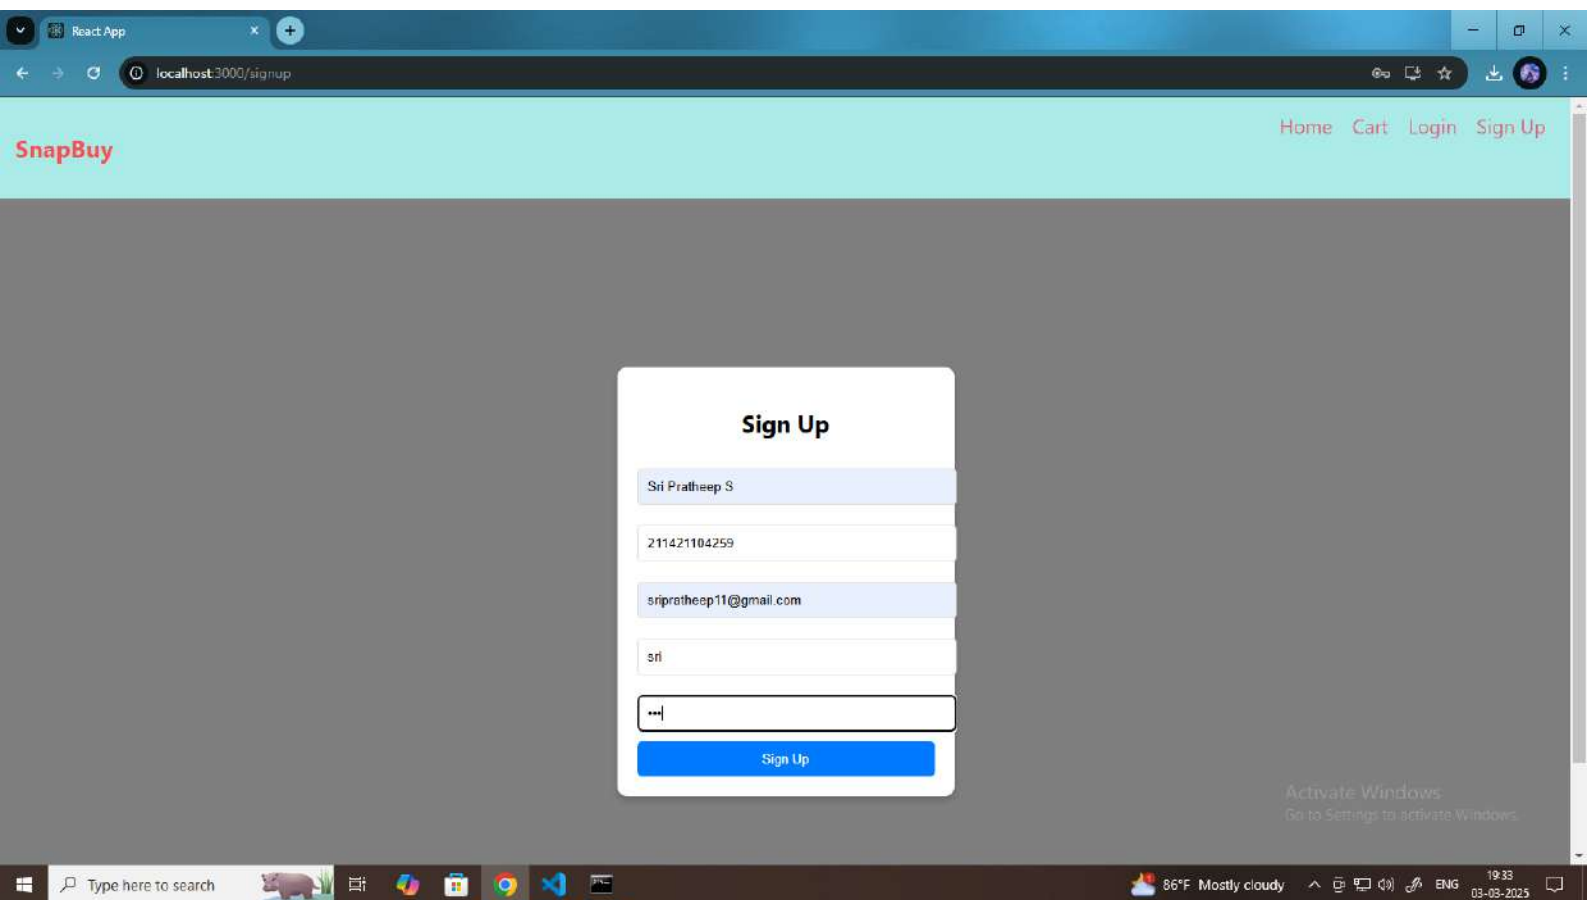 React App
localhost:3000/signup
SnapBuy
Home Cart Login Sign Up
Sign Up
Sri Pratheep S
211421104259
sripratheep11@gmail.com
sri
•••
Sign Up
Activate Windows
Go to Settings to activate Windows.
Type here to search
86°F Mostly cloudy
ENG
19:33
03-03-2025